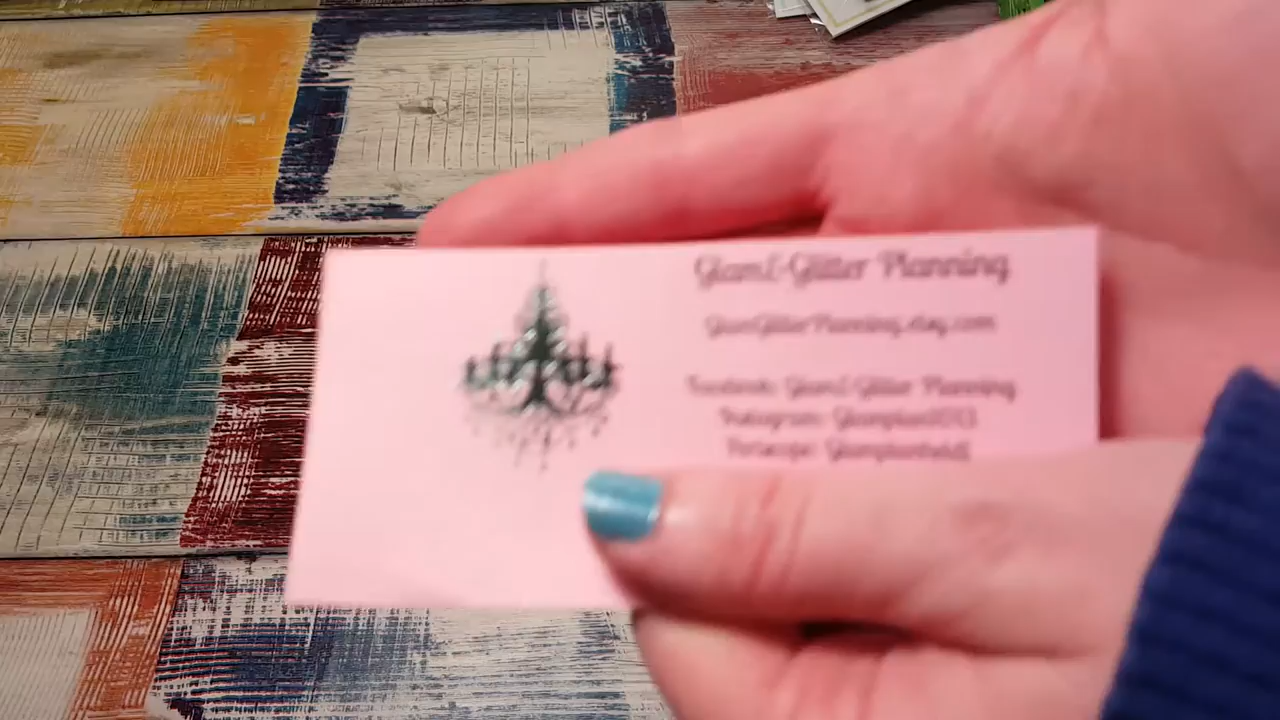 Glam&Glitter Planning
GlamGlitterPlanning.etsy.com
Facebook: Glam&Glitter Planning
Instagram:
Periscope: